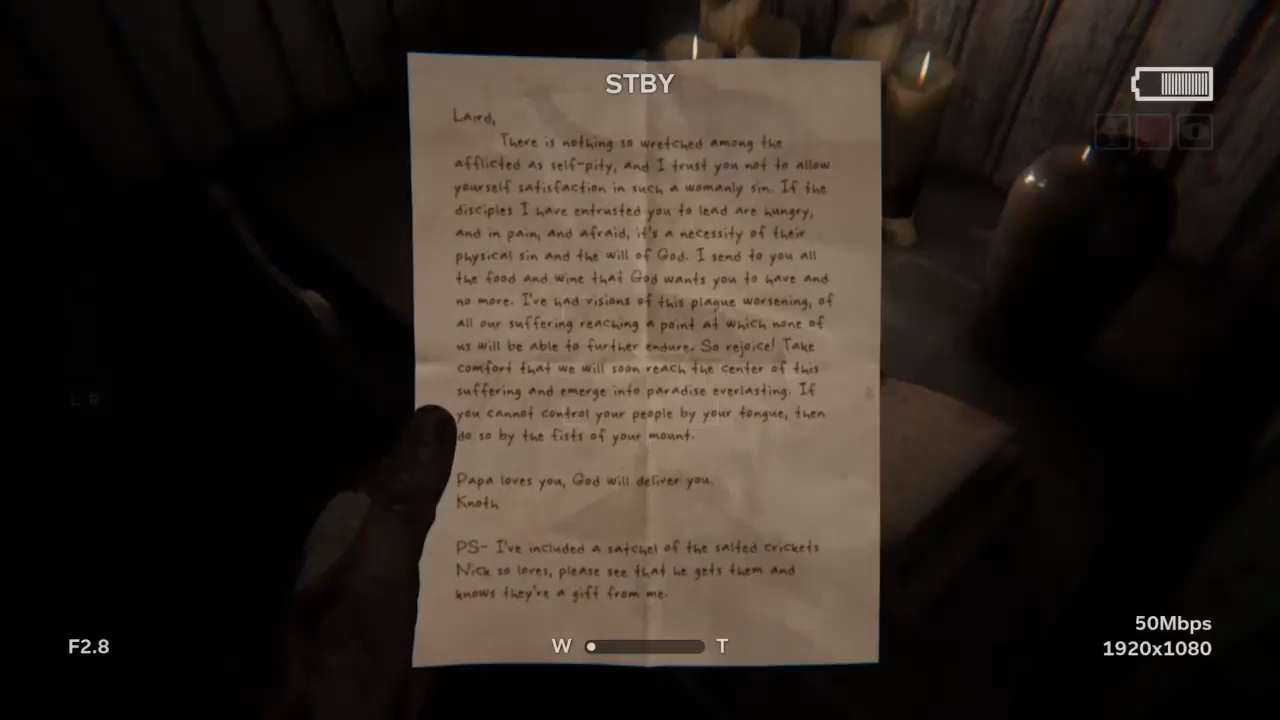 STBY
Laird,
There is nothing so wretched among the
afflicted as self-pity, and I trust you not to allow
yourself satisfaction in such a womanly sin. If the
disciples I have entrusted you to lead are hungry,
and in pain, and afraid, it's a necessity of their
physical sin and the will of God. I send to you all
the food and wine that God wants you to have and
no more. I've had visions of this plague worsening, of
all our suffering reaching a point at which none of
us will be able to further endure. So rejoice! Take
comfort that we will soon reach the center of this
suffering and emerge into paradise everlasting. If
you cannot control your people by your tongue, then
do so by the fists of your mount.
Papa loves you, God will deliver you.
Knoth
PS- I've included a satchel of the salted crickets
Nick so loves, please see that he gets them and
knows they're a gift from me.
L R
F2.8
W T
50Mbps
1920x1080